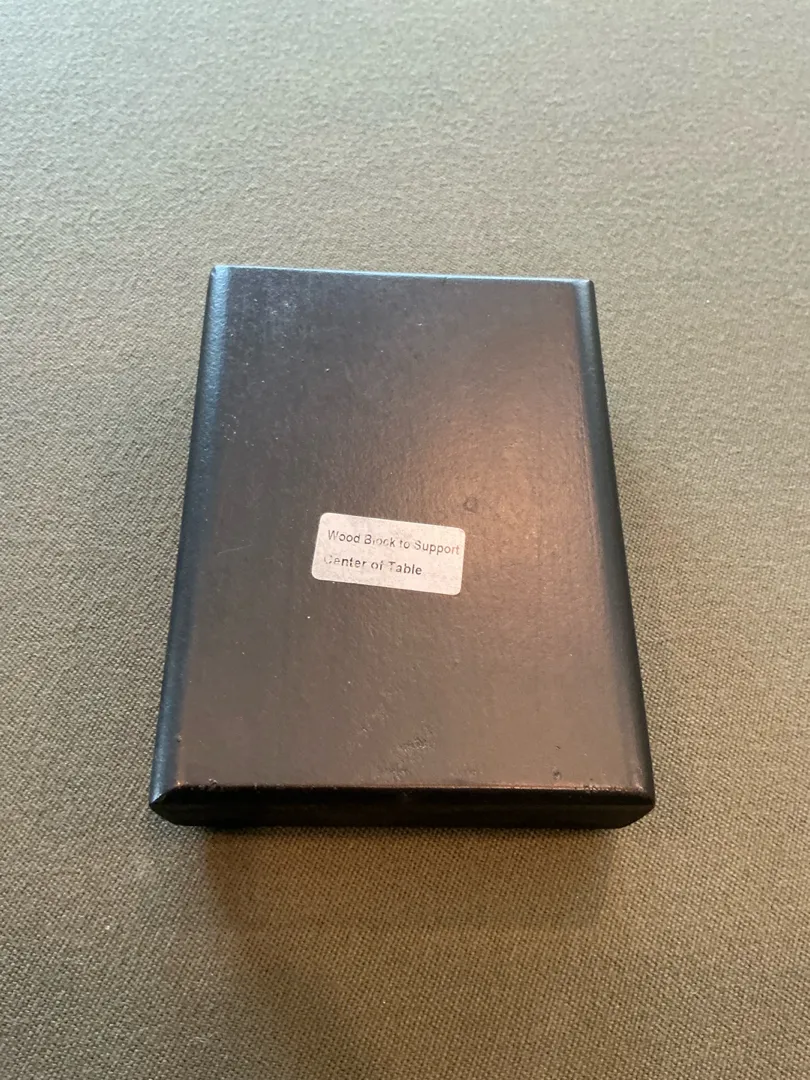 Wood Block to Support
Center of Table